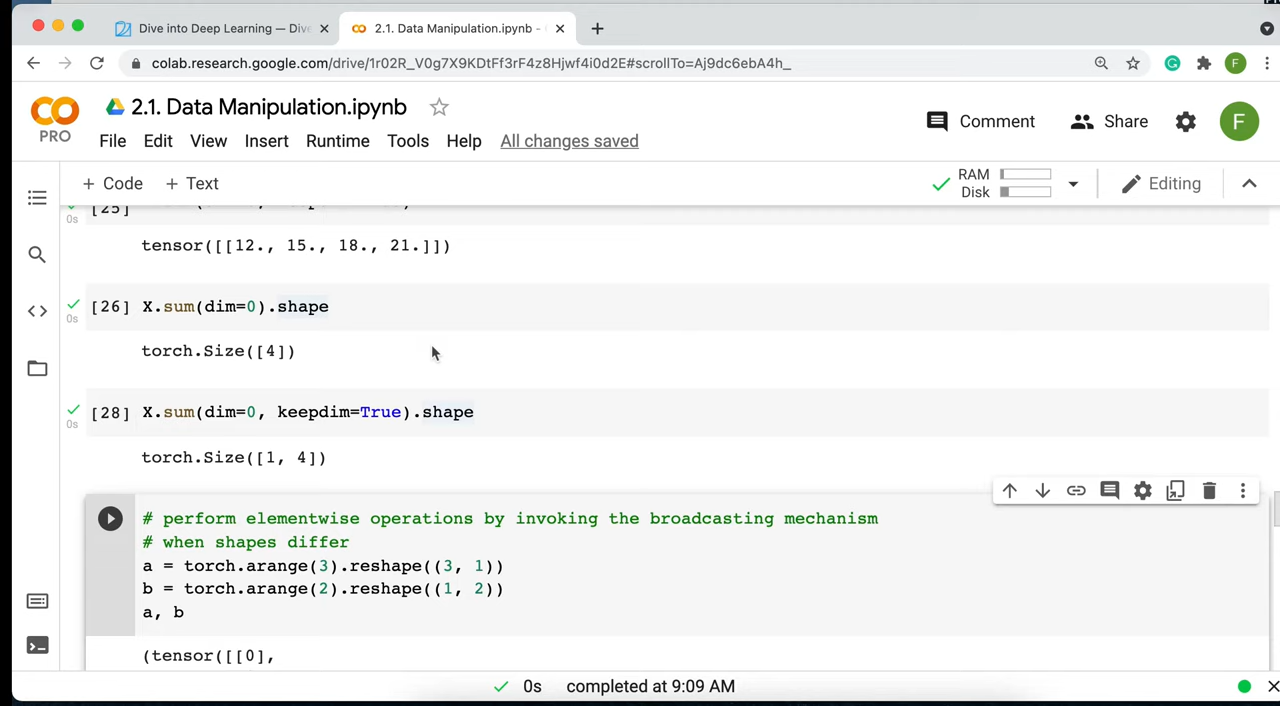 Dive into Deep Learning — Dive
2.1. Data Manipulation.ipynb -
colab.research.google.com/drive/1r02R_V0g7X9KDtFf3rF4z8Hjwf4i0d2E#scrollTo=Aj9dc6ebA4h_
F
PRO
2.1. Data Manipulation.ipynb
File Edit View Insert Runtime Tools Help All changes saved
Comment
Share
F
+ Code + Text
RAM
Disk
Editing
[25]
0s
tensor([[12., 15., 18., 21.]])
[26] X.sum(dim=0).shape
0s
torch.Size([4])
[28] X.sum(dim=0, keepdim=True).shape
0s
torch.Size([1, 4])
# perform elementwise operations by invoking the broadcasting mechanism
# when shapes differ
a = torch.arange(3).reshape((3, 1))
b = torch.arange(2).reshape((1, 2))
a, b
(tensor([[0],
0s completed at 9:09 AM